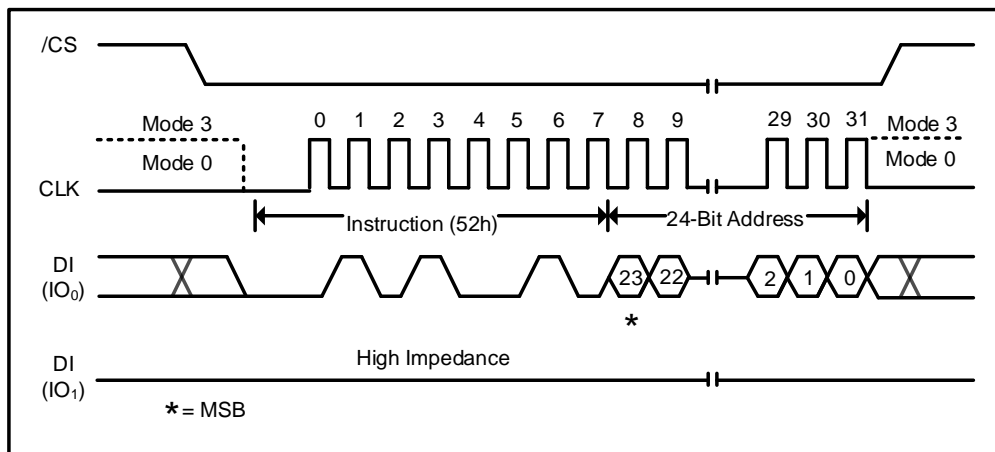 /CS
0 1 2 3 4 5 6 7 8 9 29 30 31
Mode 3 Mode 3
Mode 0 Mode 0
CLK
Instruction (52h) 24-Bit Address
DI
(IO₀)
23 22 2 1 0
*
High Impedance
DI
(IO₁)
* = MSB